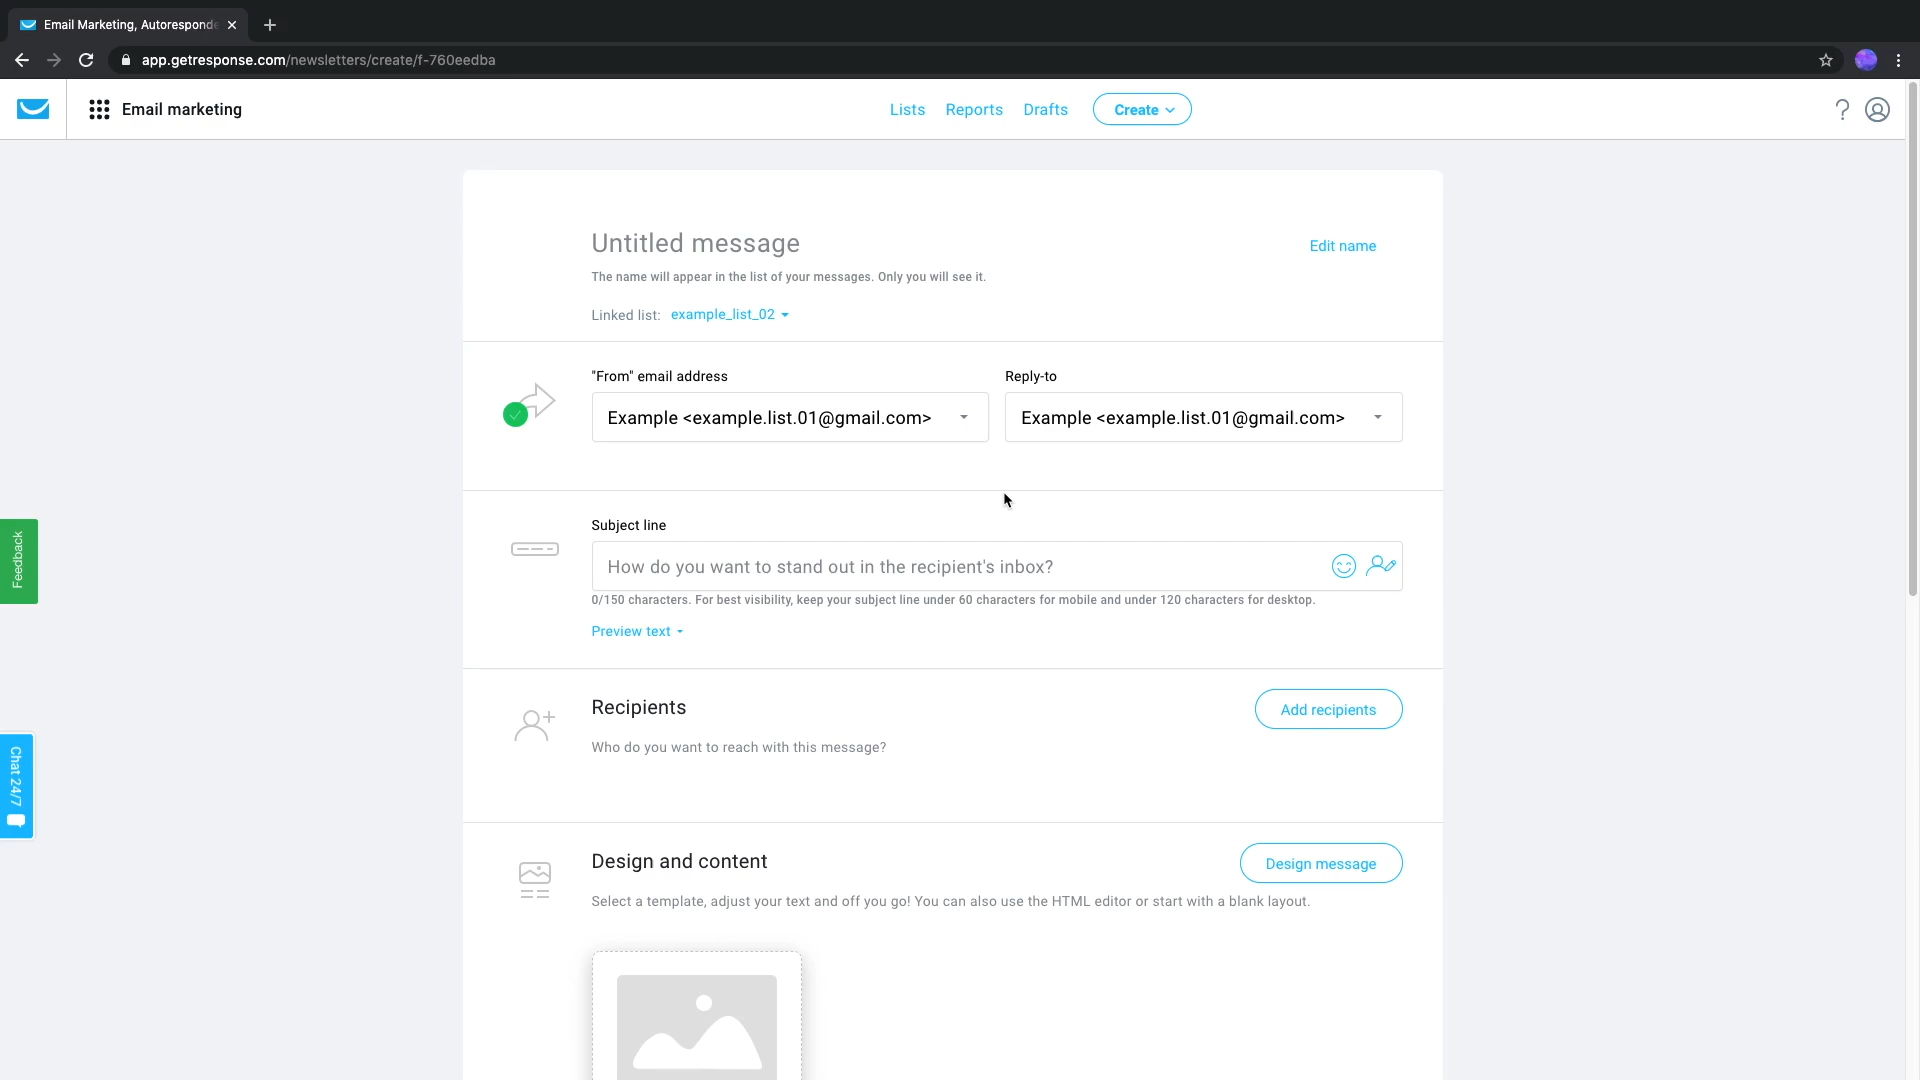 Email Marketing, Autoresponde
app.getresponse.com/newsletters/create/f-760eedba
Email marketing
Lists
Reports
Drafts
Create
Untitled message
Edit name
The name will appear in the list of your messages. Only you will see it.
Linked list: example_list_02
"From" email address
Reply-to
Example <example.list.01@gmail.com>
Example <example.list.01@gmail.com>
Subject line
How do you want to stand out in the recipient's inbox?
0/150 characters. For best visibility, keep your subject line under 60 characters for mobile and under 120 characters for desktop.
Preview text
Feedback
Recipients
Add recipients
Who do you want to reach with this message?
Chat 24/7
Design and content
Design message
Select a template, adjust your text and off you go! You can also use the HTML editor or start with a blank layout.